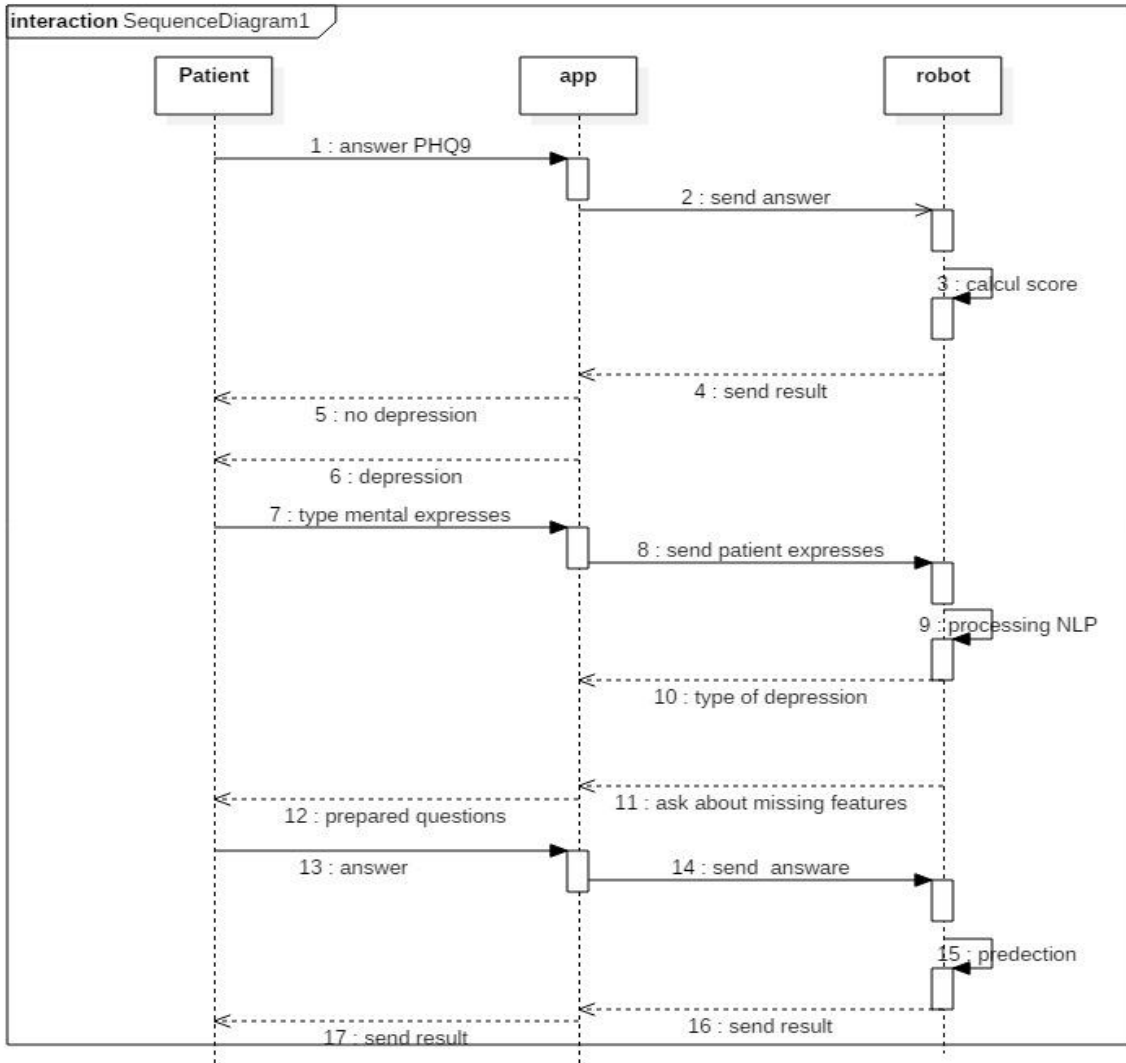 interaction SequenceDiagram1
Patient
app
robot
1 : answer PHQ9
2 : send answer
3 : calcul score
4 : send result
5 : no depression
6 : depression
7 : type mental expresses
8 : send patient expresses
9 : processing NLP
10 : type of depression
11 : ask about missing features
12 : prepared questions
13 : answer
14 : send  answare
15 : predection
16 : send result
17 : send result